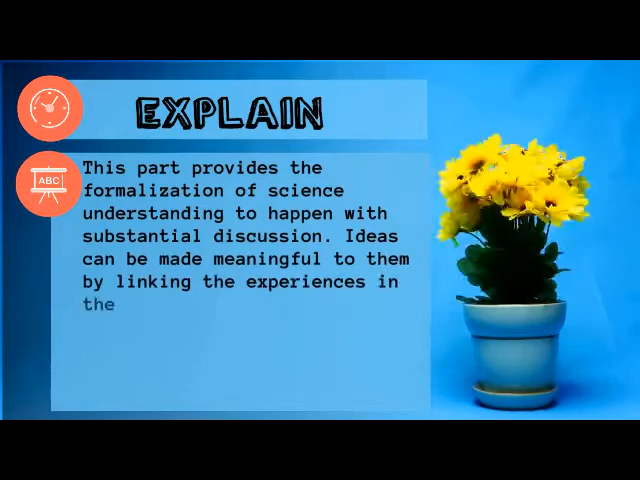 EXPLAIN
ABC
This part provides the
formalization of science
understanding to happen with
substantial discussion. Ideas
can be made meaningful to them
by linking the experiences in
the